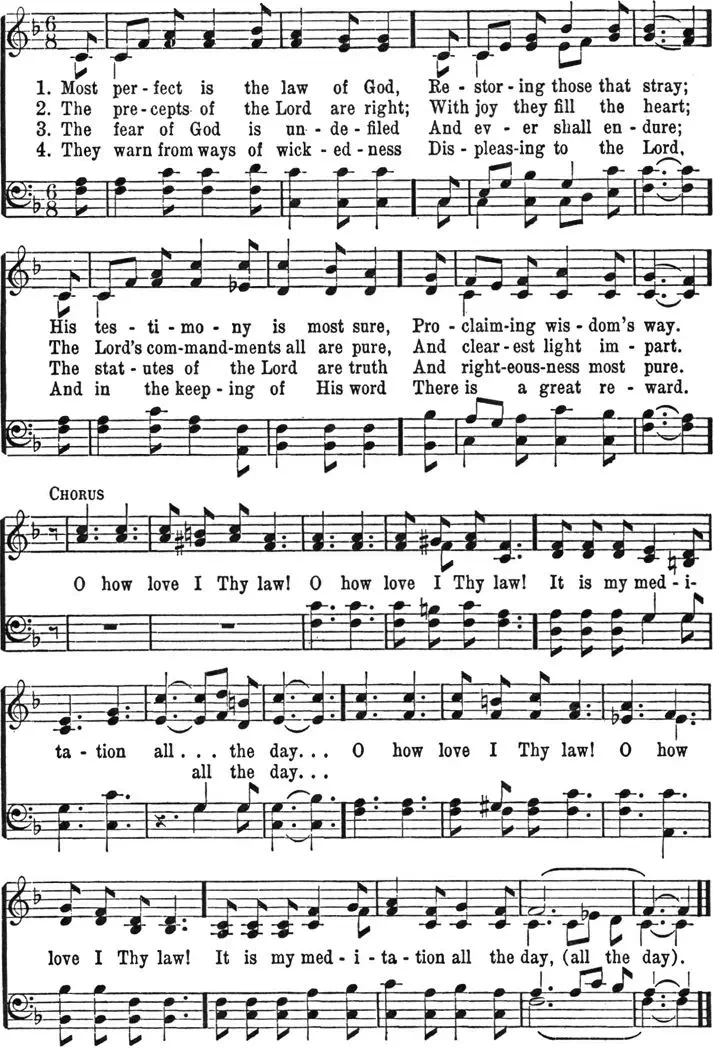 1. Most per-fect is the law of God, Re-stor-ing those that stray;
2. The pre-cepts of the Lord are right; With joy they fill the heart;
3. The fear of God is un-de-filed And ev-er shall en-dure;
4. They warn from ways of wick-ed-ness Dis-pleas-ing to the Lord,
His tes-ti-mo-ny is most sure, Pro-claim-ing wis-dom's way.
The Lord's com-mand-ments all are pure, And clear-est light im-part.
The stat-utes of the Lord are truth And right-eous-ness most pure.
And in the keep-ing of His word There is a great re-ward.
CHORUS
O how love I Thy law! O how love I Thy law! It is my med-i-
ta-tion all... the day... O how love I Thy law! O how
all the day...
love I Thy law! It is my med-i-ta-tion all the day, (all the day).